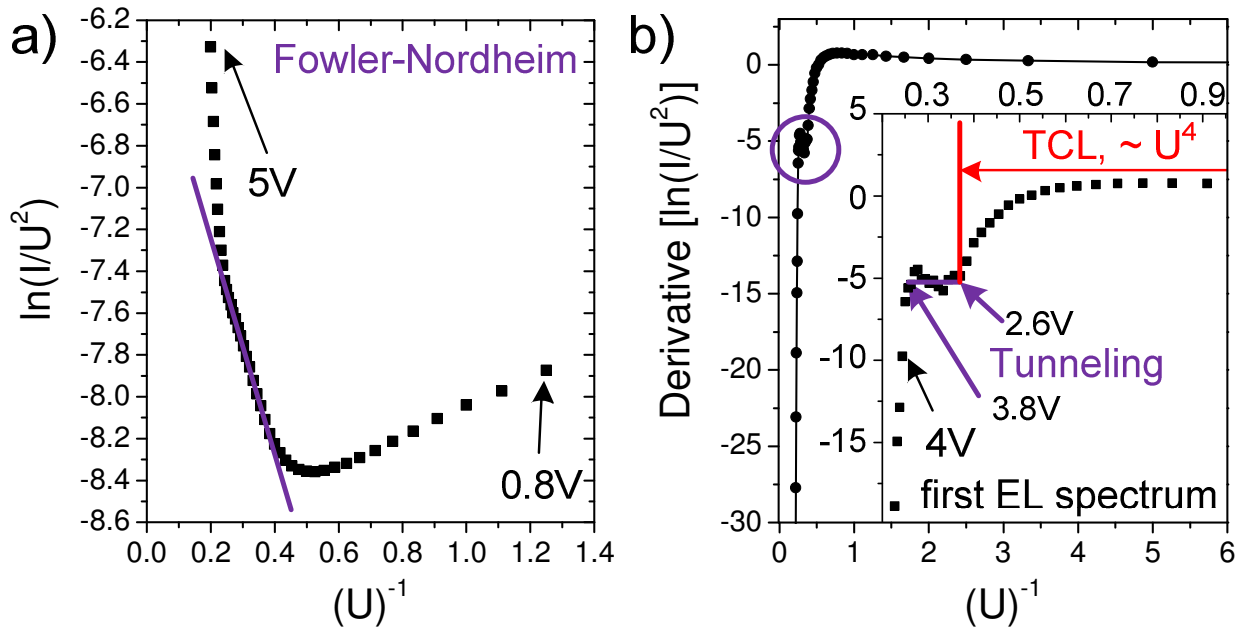 a)
Fowler-Nordheim
ln(I/U²)
-6.2
-6.4
-6.6
-6.8
-7.0
-7.2
-7.4
-7.6
-7.8
-8.0
-8.2
-8.4
-8.6
5V
0.8V
0.0 0.2 0.4 0.6 0.8 1.0 1.2 1.4
(U)⁻¹
b)
Derivative [ln(I/U²)]
0
-5
-10
-15
-20
-25
-30
0.3 0.5 0.7 0.9
5
0
-5
-10
-15
TCL, ~ U⁴
2.6V
Tunneling
3.8V
4V
first EL spectrum
0 1 2 3 4 5 6
(U)⁻¹